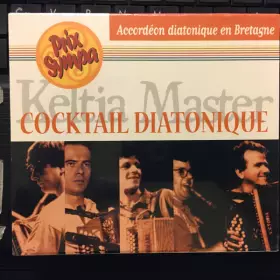 Accordéon diatonique en Bretagne
Prix
Sympa
Keltia Master
COCKTAIL DIATONIQUE